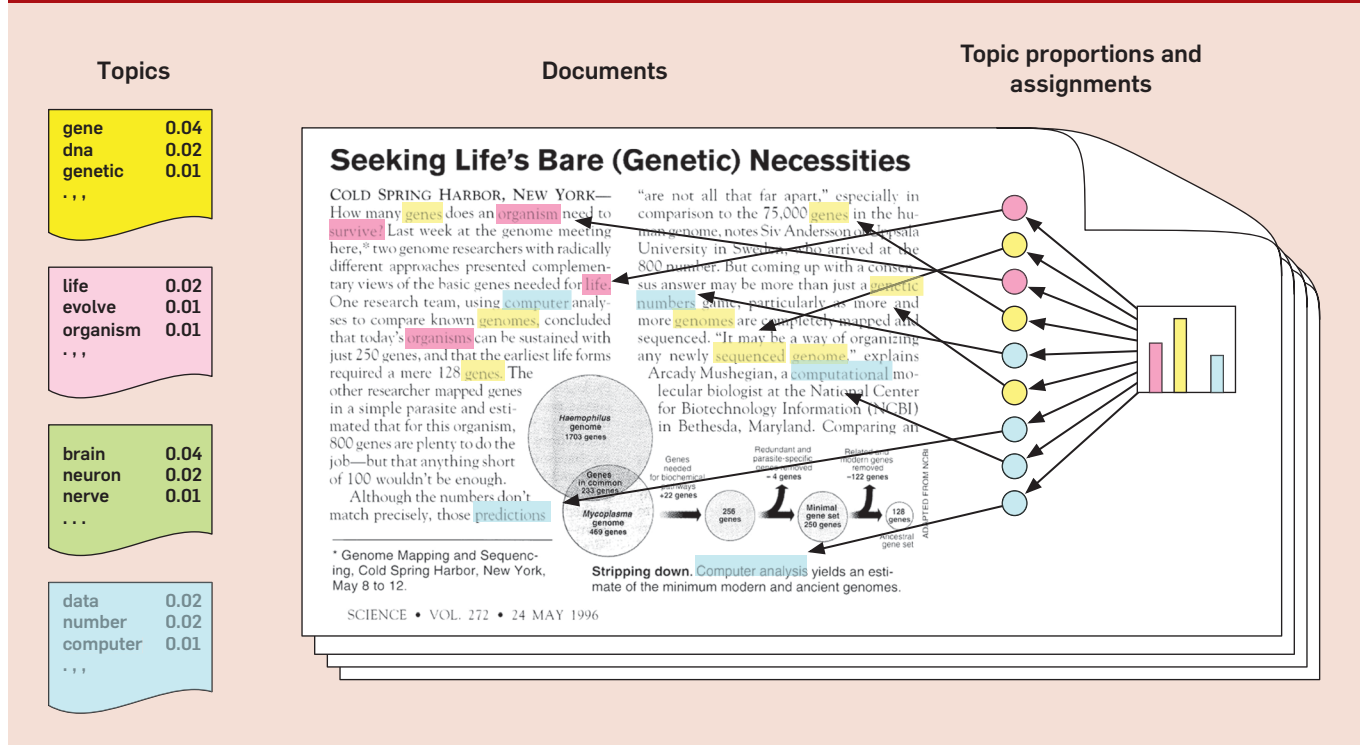 Topics
Documents
Topic proportions and
assignments
gene 0.04
dna 0.02
genetic 0.01
. , ,
life 0.02
evolve 0.01
organism 0.01
. , ,
brain 0.04
neuron 0.02
nerve 0.01
. . .
data 0.02
number 0.02
computer 0.01
. , ,
Seeking Life's Bare (Genetic) Necessities
COLD SPRING HARBOR, NEW YORK—
How many genes does an organism need to
survive? Last week at the genome meeting
here,* two genome researchers with radically
different approaches presented complemen-
tary views of the basic genes needed for life.
One research team, using computer analy-
ses to compare known genomes, concluded
that today's organisms can be sustained with
just 250 genes, and that the earliest life forms
required a mere 128 genes. The
other researcher mapped genes
in a simple parasite and esti-
mated that for this organism,
800 genes are plenty to do the
job—but that anything short
of 100 wouldn't be enough.
Although the numbers don't
match precisely, those predictions
* Genome Mapping and Sequenc-
ing, Cold Spring Harbor, New York,
May 8 to 12.
"are not all that far apart," especially in
comparison to the 75,000 genes in the hu-
man genome, notes Siv Andersson of Uppsala
University in Sweden, who arrived at the
800 number. But coming up with a consen-
sus answer may be more than just a genetic
numbers game, particularly as more and
more genomes are completely mapped and
sequenced. "It may be a way of organizing
any newly sequenced genome," explains
Arcady Mushegian, a computational mo-
lecular biologist at the National Center
for Biotechnology Information (NCBI)
in Bethesda, Maryland. Comparing an
Haemophilus
genome
1703 genes
Genes
in common
233 genes
Mycoplasma
genome
469 genes
Genes
needed
for biochemical
pathways
+22 genes
256
genes
Redundant and
parasite-specific
genes removed
– 4 genes
Minimal
gene set
250 genes
Related and
modern genes
removed
–122 genes
128
genes
Ancestral
gene set
ADAPTED FROM NCBI
Stripping down. Computer analysis yields an esti-
mate of the minimum modern and ancient genomes.
SCIENCE • VOL. 272 • 24 MAY 1996